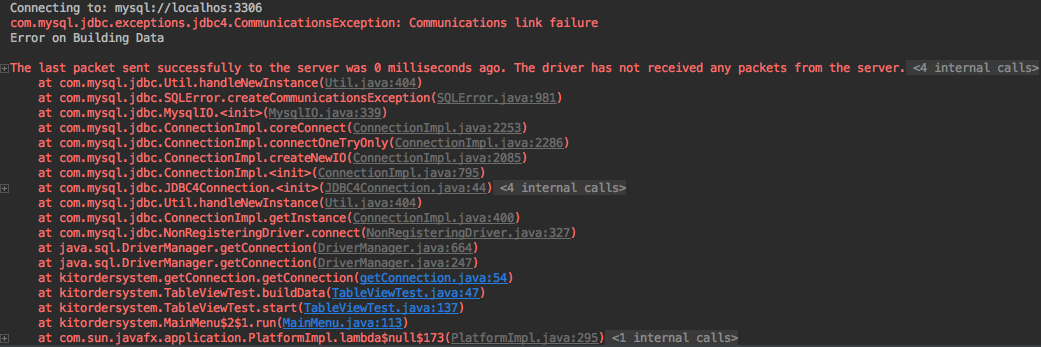 Connecting to: mysql://localhos:3306
com.mysql.jdbc.exceptions.jdbc4.CommunicationsException: Communications link failure
Error on Building Data
The last packet sent successfully to the server was 0 milliseconds ago. The driver has not received any packets from the server. <4 internal calls>
at com.mysql.jdbc.Util.handleNewInstance(Util.java:404)
at com.mysql.jdbc.SQLError.createCommunicationsException(SQLError.java:981)
at com.mysql.jdbc.MysqlIO.<init>(MysqlIO.java:339)
at com.mysql.jdbc.ConnectionImpl.coreConnect(ConnectionImpl.java:2253)
at com.mysql.jdbc.ConnectionImpl.connectOneTryOnly(ConnectionImpl.java:2286)
at com.mysql.jdbc.ConnectionImpl.createNewIO(ConnectionImpl.java:2085)
at com.mysql.jdbc.ConnectionImpl.<init>(ConnectionImpl.java:795)
at com.mysql.jdbc.JDBC4Connection.<init>(JDBC4Connection.java:44) <4 internal calls>
at com.mysql.jdbc.Util.handleNewInstance(Util.java:404)
at com.mysql.jdbc.ConnectionImpl.getInstance(ConnectionImpl.java:400)
at com.mysql.jdbc.NonRegisteringDriver.connect(NonRegisteringDriver.java:327)
at java.sql.DriverManager.getConnection(DriverManager.java:664)
at java.sql.DriverManager.getConnection(DriverManager.java:247)
at kitordersystem.getConnection.getConnection(getConnection.java:54)
at kitordersystem.TableViewTest.buildData(TableViewTest.java:47)
at kitordersystem.TableViewTest.start(TableViewTest.java:137)
at kitordersystem.MainMenu$2$1.run(MainMenu.java:113)
at com.sun.javafx.application.PlatformImpl.lambda$null$173(PlatformImpl.java:295) <1 internal calls>